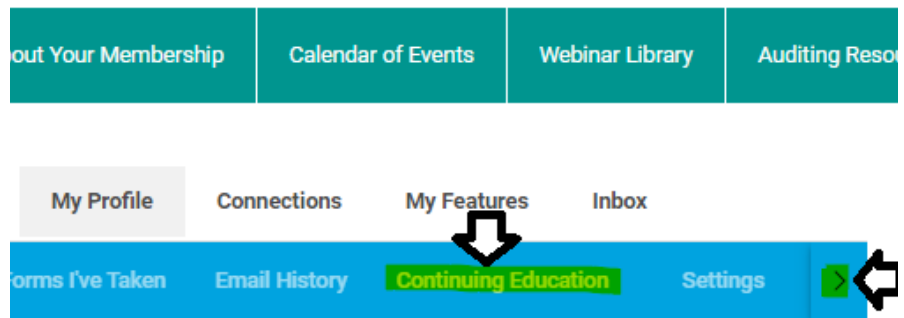 out Your Membership Calendar of Events Webinar Library Auditing Resou
My Profile Connections My Features Inbox
orms I've Taken Email History Continuing Education Settings >